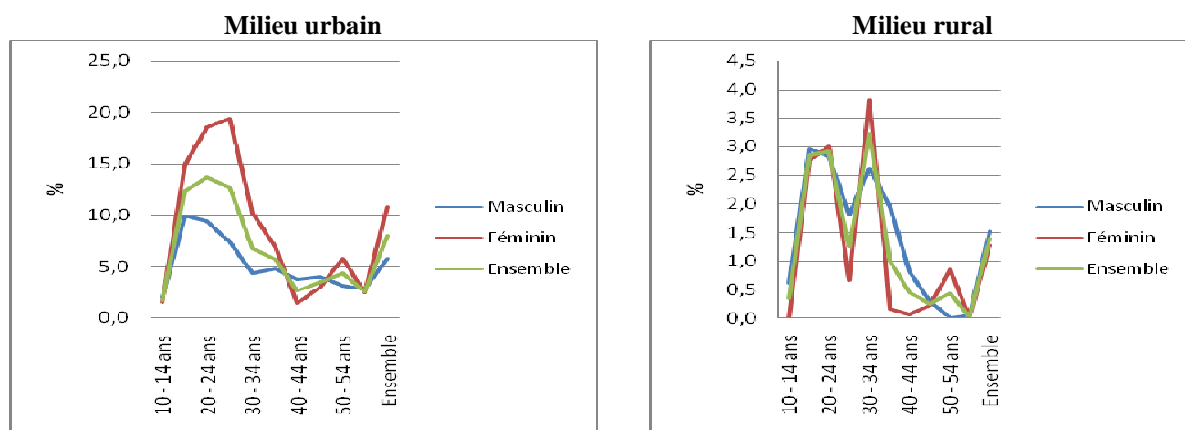 Milieu urbain
25,0
20,0
15,0
10,0
5,0
0,0
%
10 - 14 ans
20 - 24 ans
30 - 34 ans
40 - 44 ans
50 - 54 ans
Ensemble
Masculin
Féminin
Ensemble
Milieu rural
4,5
4,0
3,5
3,0
2,5
2,0
1,5
1,0
0,5
0,0
%
10 - 14 ans
20 - 24 ans
30 - 34 ans
40 - 44 ans
50 - 54 ans
Ensemble
Masculin
Féminin
Ensemble